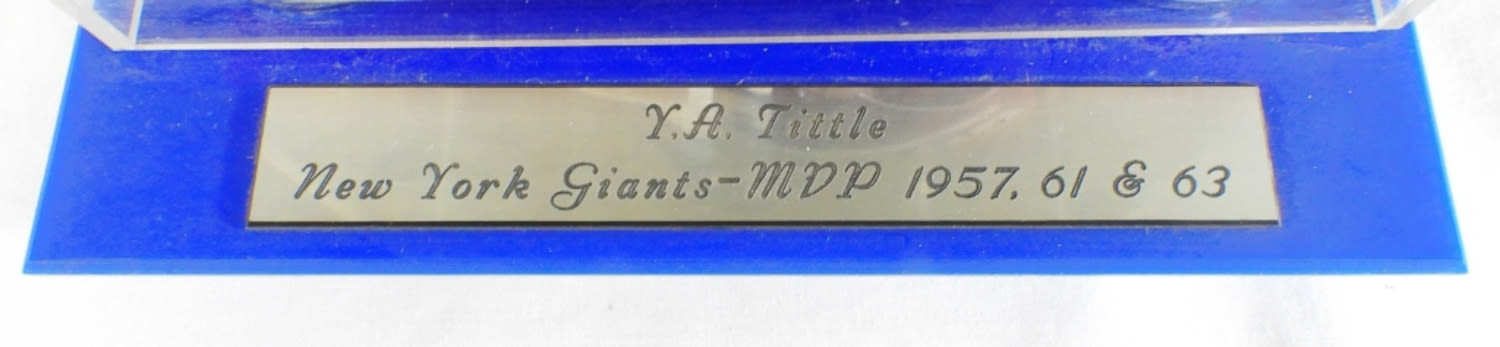 Y.A. Tittle
New York Giants-MVP 1957, 61 & 63